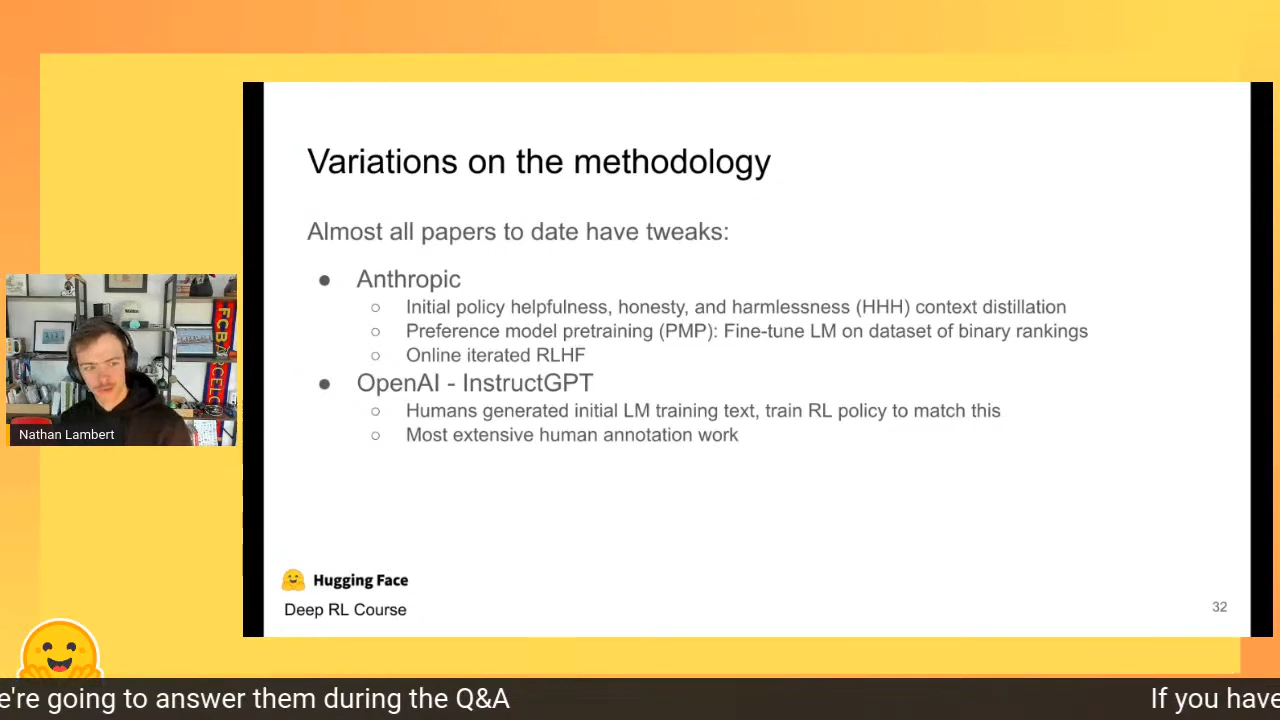 Variations on the methodology
Almost all papers to date have tweaks:
● Anthropic
○ Initial policy helpfulness, honesty, and harmlessness (HHH) context distillation
○ Preference model pretraining (PMP): Fine-tune LM on dataset of binary rankings
○ Online iterated RLHF
● OpenAI - InstructGPT
○ Humans generated initial LM training text, train RL policy to match this
○ Most extensive human annotation work
FCB
Nathan Lambert
Hugging Face
Deep RL Course
32
e're going to answer them during the Q&A
If you have